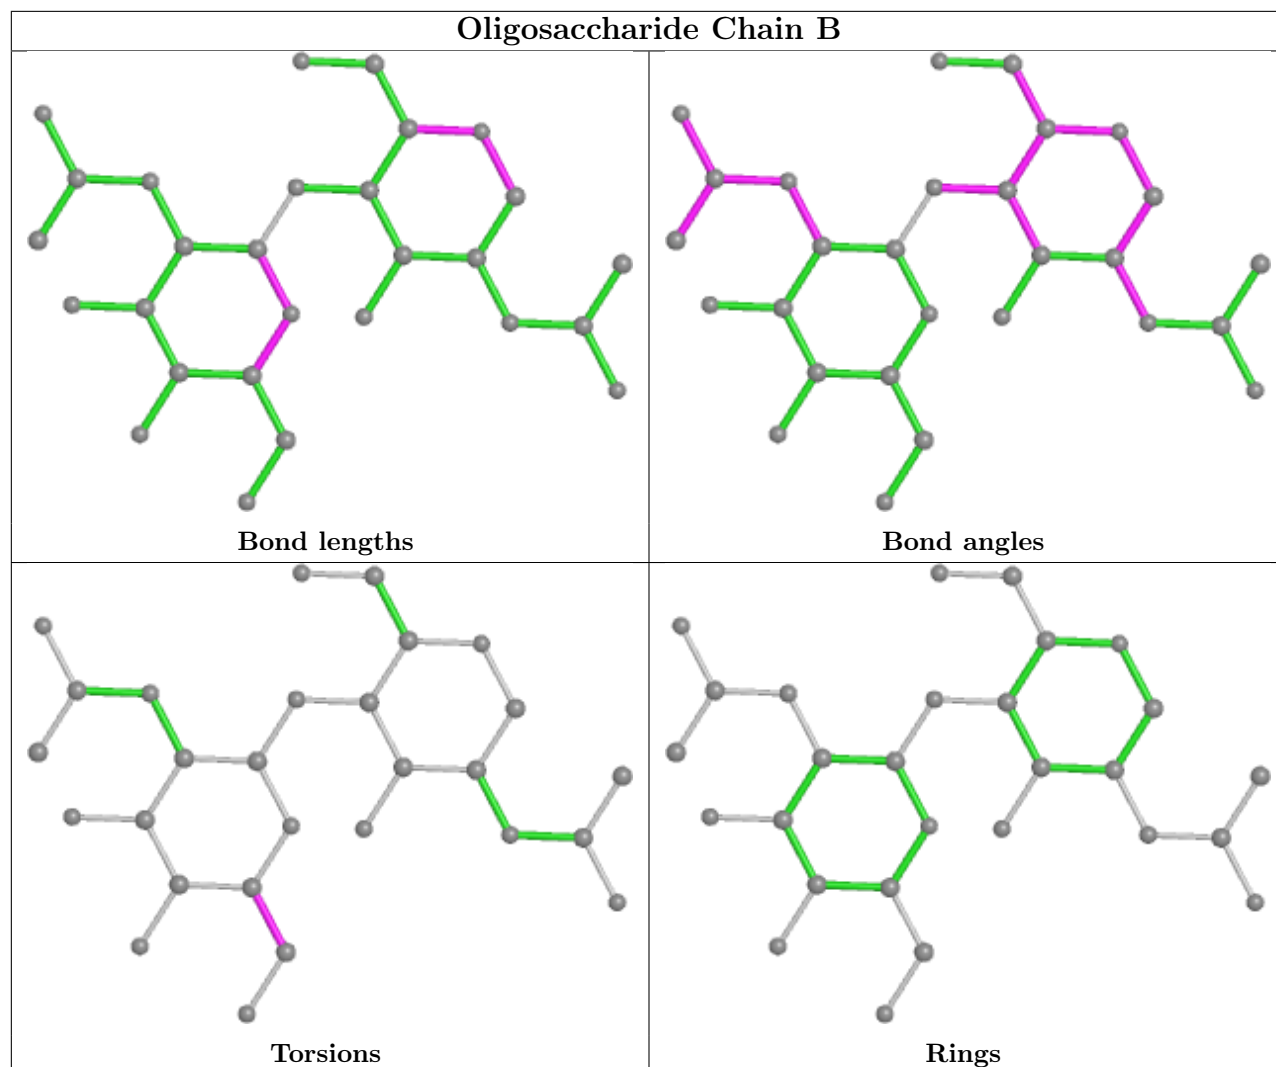 Oligosaccharide Chain B
Bond lengths
Bond angles
Torsions
Rings